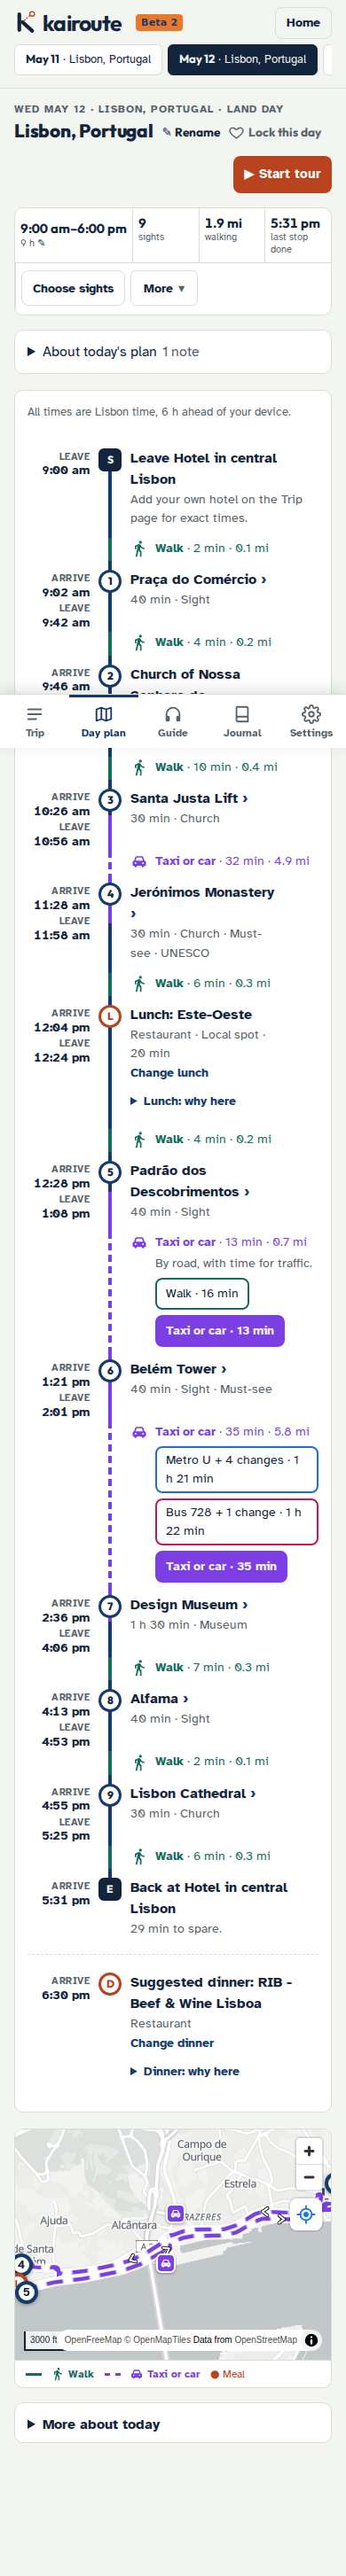 kairoute
Beta 2
Home
May 11 · Lisbon, Portugal
May 12 · Lisbon, Portugal
WED MAY 12 · LISBON, PORTUGAL · LAND DAY
Lisbon, Portugal ✎ Rename Lock this day
▶ Start tour
9:00 am–6:00 pm
9 h ✎
9
sights
1.9 mi
walking
5:31 pm
last stop
done
Choose sights
More ▾
▶ About today's plan 1 note
All times are Lisbon time, 6 h ahead of your device.
LEAVE
9:00 am
S
Leave Hotel in central
Lisbon
Add your own hotel on the Trip
page for exact times.
Walk · 2 min · 0.1 mi
ARRIVE
9:02 am
LEAVE
9:42 am
1
Praça do Comércio ›
40 min · Sight
Walk · 4 min · 0.2 mi
ARRIVE
9:46 am
2
Church of Nossa
Trip
Day plan
Guide
Journal
Settings
Walk · 10 min · 0.4 mi
ARRIVE
10:26 am
LEAVE
10:56 am
3
Santa Justa Lift ›
30 min · Church
Taxi or car · 32 min · 4.9 mi
ARRIVE
11:28 am
LEAVE
11:58 am
4
Jerónimos Monastery
›
30 min · Church · Must-
see · UNESCO
Walk · 6 min · 0.3 mi
ARRIVE
12:04 pm
LEAVE
12:24 pm
L
Lunch: Este-Oeste
Restaurant · Local spot ·
20 min
Change lunch
▶ Lunch: why here
Walk · 4 min · 0.2 mi
ARRIVE
12:28 pm
LEAVE
1:08 pm
5
Padrão dos
Descobrimentos ›
40 min · Sight
Taxi or car · 13 min · 0.7 mi
By road, with time for traffic.
Walk · 16 min
Taxi or car · 13 min
ARRIVE
1:21 pm
LEAVE
2:01 pm
6
Belém Tower ›
40 min · Sight · Must-see
Taxi or car · 35 min · 5.8 mi
Metro U + 4 changes · 1
h 21 min
Bus 728 + 1 change · 1 h
22 min
Taxi or car · 35 min
ARRIVE
2:36 pm
LEAVE
4:06 pm
7
Design Museum ›
1 h 30 min · Museum
Walk · 7 min · 0.3 mi
ARRIVE
4:13 pm
LEAVE
4:53 pm
8
Alfama ›
40 min · Sight
Walk · 2 min · 0.1 mi
ARRIVE
4:55 pm
LEAVE
5:25 pm
9
Lisbon Cathedral ›
30 min · Church
Walk · 6 min · 0.3 mi
ARRIVE
5:31 pm
E
Back at Hotel in central
Lisbon
29 min to spare.
ARRIVE
6:30 pm
D
Suggested dinner: RIB -
Beef & Wine Lisboa
Restaurant
Change dinner
▶ Dinner: why here
Campo de
Ourique
Estrela
Ajuda
Alcântara
de Santa
4
5
+
−
3000 ft
OpenFreeMap © OpenMapTiles Data from OpenStreetMap
Walk
Taxi or car
Meal
▶ More about today